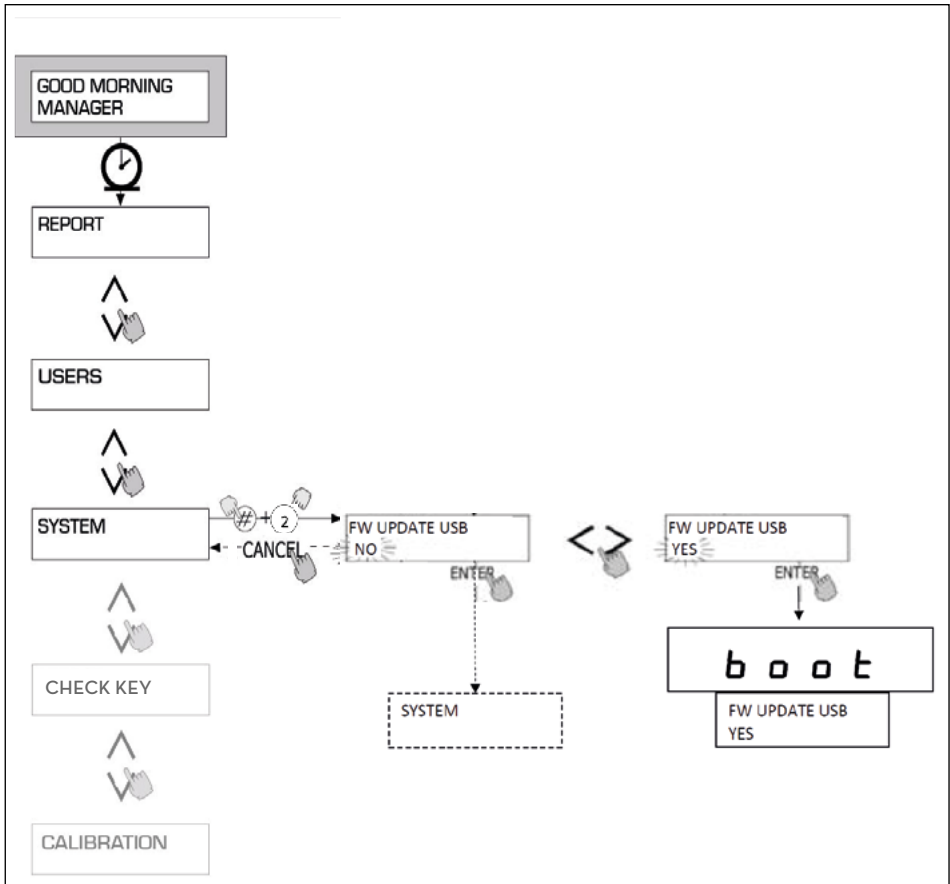 GOOD MORNING
MANAGER
REPORT
USERS
SYSTEM
# + 2
CANCEL
FW UPDATE USB
NO
ENTER
FW UPDATE USB
YES
ENTER
boot
FW UPDATE USB
YES
SYSTEM
CHECK KEY
CALIBRATION